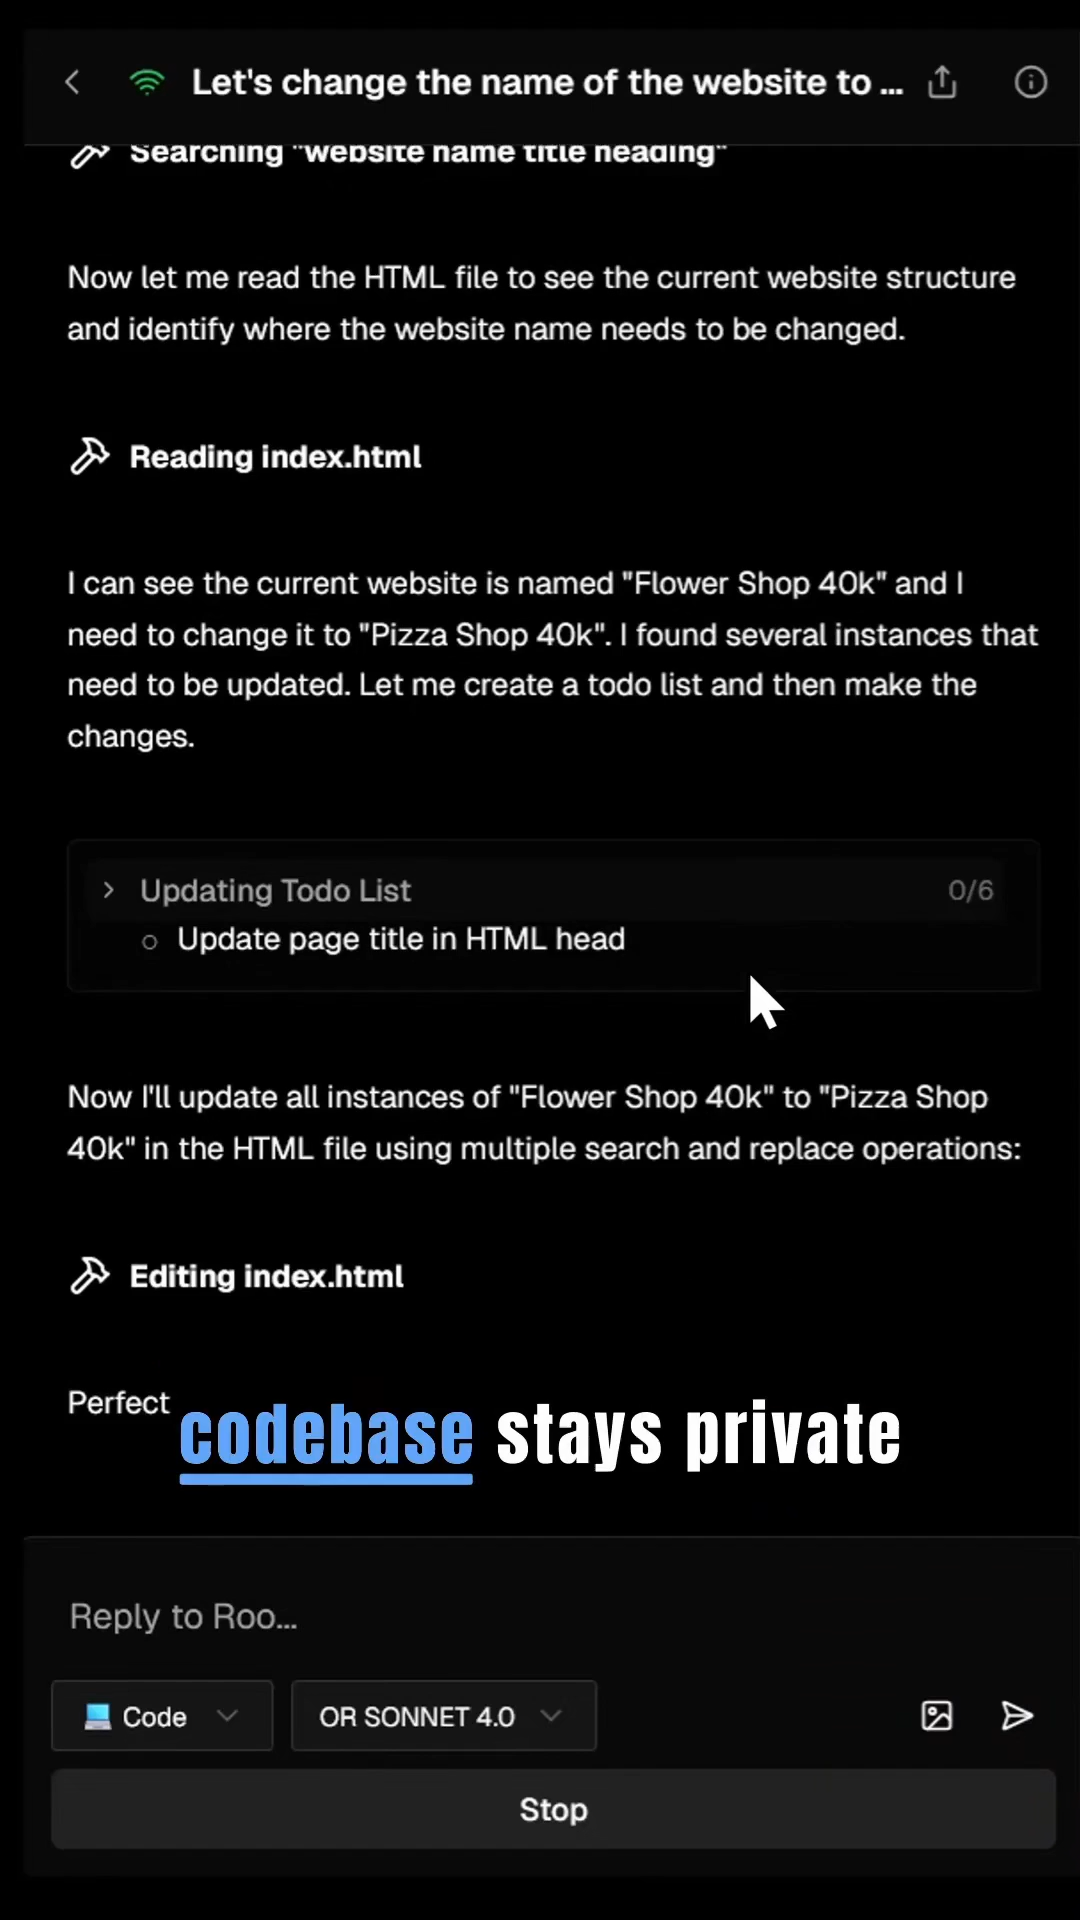 Let's change the name of the website to ...
Searching "website name title heading"
Now let me read the HTML file to see the current website structure
and identify where the website name needs to be changed.
Reading index.html
I can see the current website is named "Flower Shop 40k" and I
need to change it to "Pizza Shop 40k". I found several instances that
need to be updated. Let me create a todo list and then make the
changes.
Updating Todo List 0/6
Update page title in HTML head
Now I'll update all instances of "Flower Shop 40k" to "Pizza Shop
40k" in the HTML file using multiple search and replace operations:
Editing index.html
Perfect
codebase stays private
Reply to Roo...
Code OR SONNET 4.0
Stop